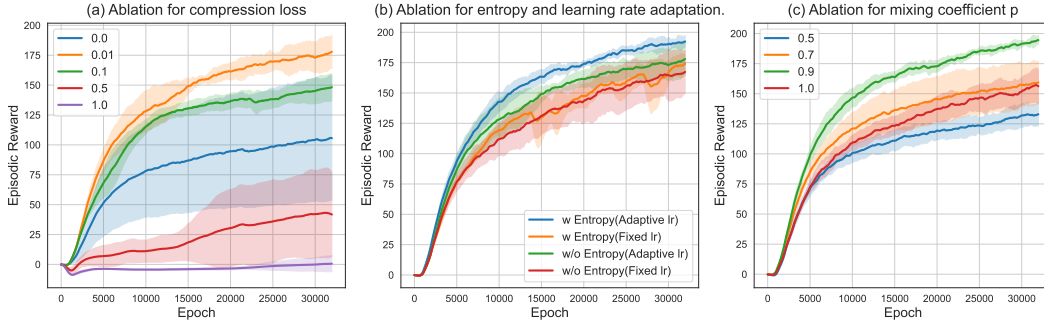 (a) Ablation for compression loss
Episodic Reward
200
175
150
125
100
75
50
25
0
0.0
0.01
0.1
0.5
1.0
0 5000 10000 15000 20000 25000 30000
Epoch
(b) Ablation for entropy and learning rate adaptation.
Episodic Reward
200
175
150
125
100
75
50
25
0
w Entropy(Adaptive lr)
w Entropy(Fixed lr)
w/o Entropy(Adaptive lr)
w/o Entropy(Fixed lr)
0 5000 10000 15000 20000 25000 30000
Epoch
(c) Ablation for mixing coefficient p
Episodic Reward
200
175
150
125
100
75
50
25
0
0.5
0.7
0.9
1.0
0 5000 10000 15000 20000 25000 30000
Epoch